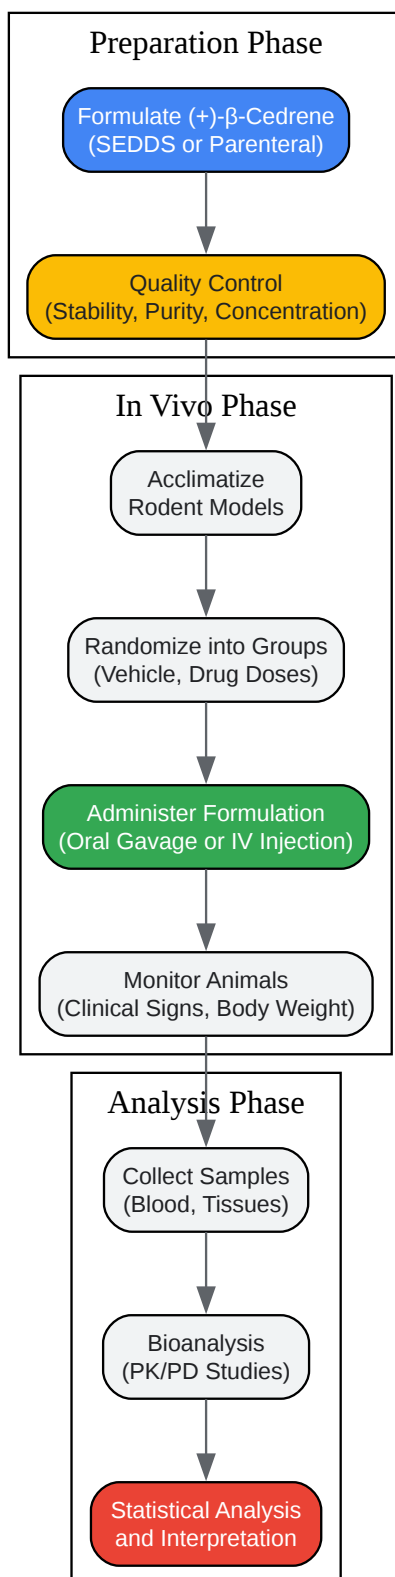 Preparation Phase
Formulate (+)-β-Cedrene
(SEDDS or Parenteral)
Quality Control
(Stability, Purity, Concentration)
In Vivo Phase
Acclimatize
Rodent Models
Randomize into Groups
(Vehicle, Drug Doses)
Administer Formulation
(Oral Gavage or IV Injection)
Monitor Animals
(Clinical Signs, Body Weight)
Analysis Phase
Collect Samples
(Blood, Tissues)
Bioanalysis
(PK/PD Studies)
Statistical Analysis
and Interpretation